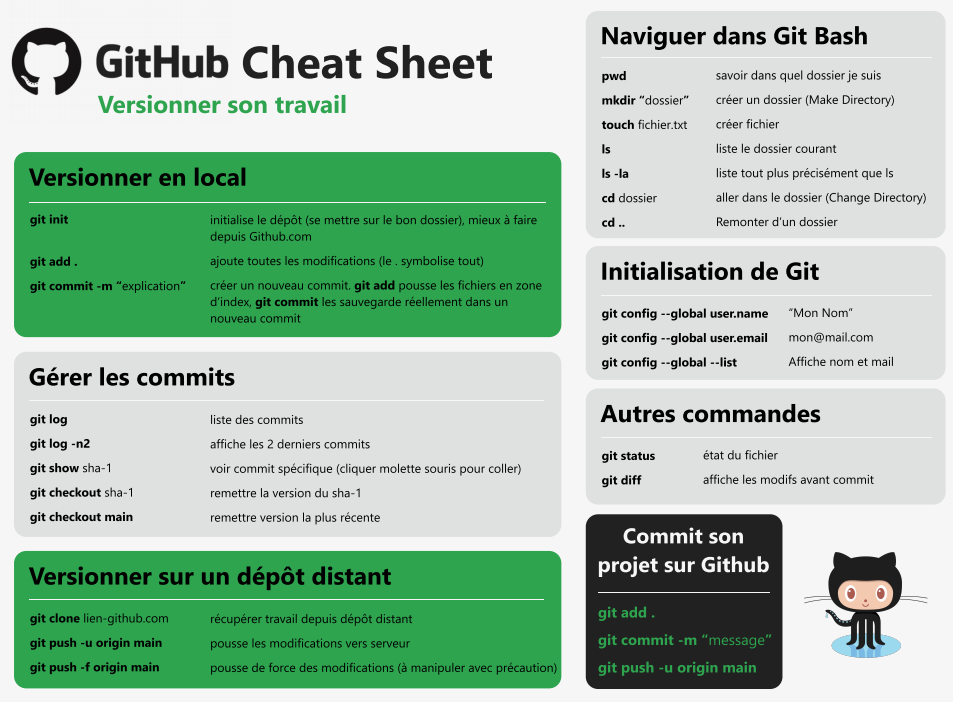 GitHub Cheat Sheet
Versionner son travail
Versionner en local
git init initialise le dépôt (se mettre sur le bon dossier), mieux à faire
depuis Github.com
git add . ajoute toutes les modifications (le . symbolise tout)
git commit -m “explication” créer un nouveau commit. git add pousse les fichiers en zone
d’index, git commit les sauvegarde réellement dans un
nouveau commit
Gérer les commits
git log liste des commits
git log -n2 affiche les 2 derniers commits
git show sha-1 voir commit spécifique (cliquer molette souris pour coller)
git checkout sha-1 remettre la version du sha-1
git checkout main remettre version la plus récente
Versionner sur un dépôt distant
git clone lien-github.com récupérer travail depuis dépôt distant
git push -u origin main pousse les modifications vers serveur
git push -f origin main pousse de force des modifications (à manipuler avec précaution)
Naviguer dans Git Bash
pwd savoir dans quel dossier je suis
mkdir “dossier” créer un dossier (Make Directory)
touch fichier.txt créer fichier
ls liste le dossier courant
ls -la liste tout plus précisément que ls
cd dossier aller dans le dossier (Change Directory)
cd .. Remonter d’un dossier
Initialisation de Git
git config --global user.name “Mon Nom”
git config --global user.email mon@mail.com
git config --global --list Affiche nom et mail
Autres commandes
git status état du fichier
git diff affiche les modifs avant commit
Commit son
projet sur Github
git add .
git commit -m “message”
git push -u origin main